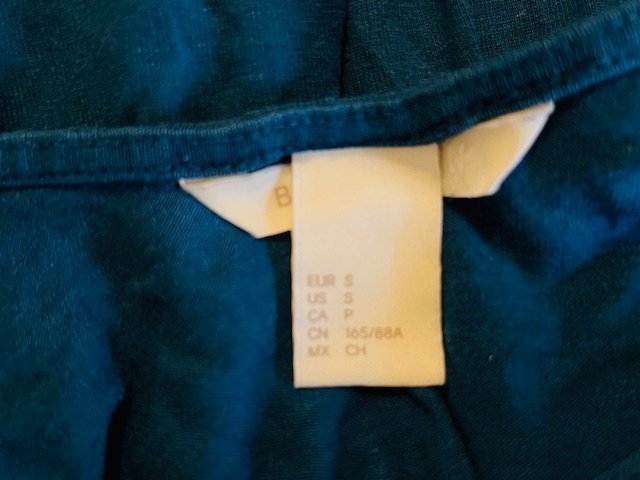 B
EUR S
US S
CA P
CN 165/88A
MX CH